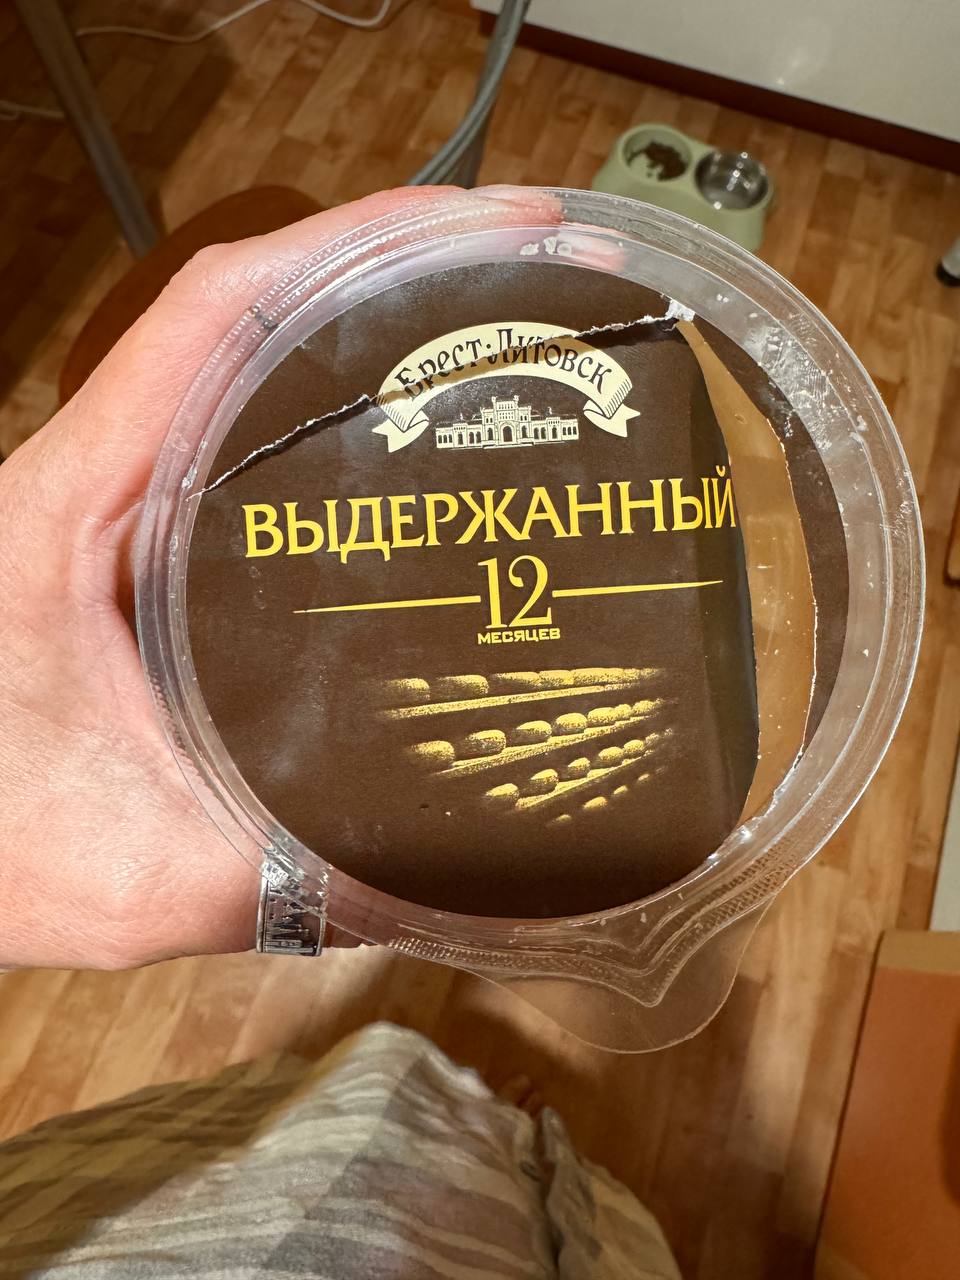 Брест-Литовск
ВЫДЕРЖАННЫЙ
12
МЕСЯЦЕВ